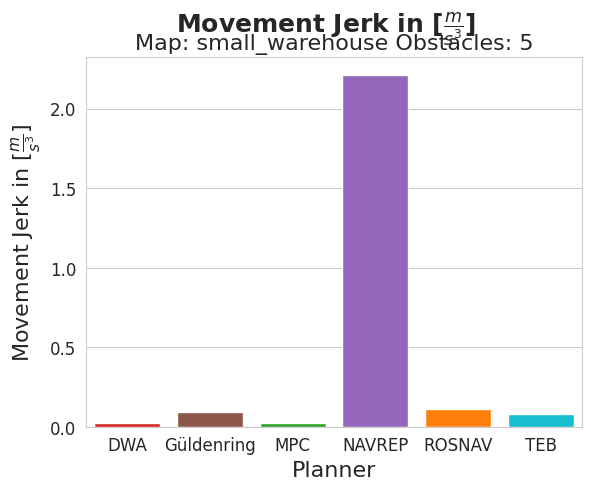 Movement Jerk in [m/s³]
Map: small_warehouse Obstacles: 5
Movement Jerk in [m/s³]
2.0
1.5
1.0
0.5
0.0
DWA Güldenring MPC NAVREP ROSNAV TEB
Planner